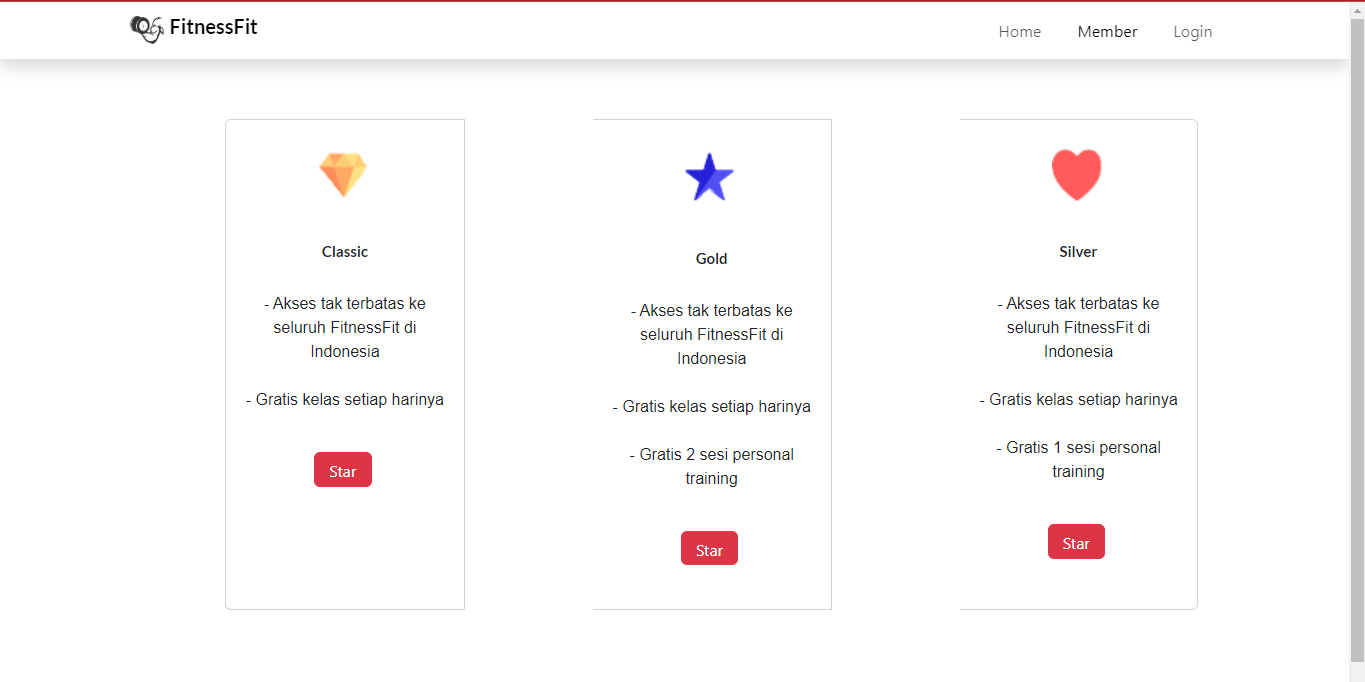 FitnessFit
Home
Member
Login
Classic
- Akses tak terbatas ke
seluruh FitnessFit di
Indonesia
- Gratis kelas setiap harinya
Star
Gold
- Akses tak terbatas ke
seluruh FitnessFit di
Indonesia
- Gratis kelas setiap harinya
- Gratis 2 sesi personal
training
Star
Silver
- Akses tak terbatas ke
seluruh FitnessFit di
Indonesia
- Gratis kelas setiap harinya
- Gratis 1 sesi personal
training
Star